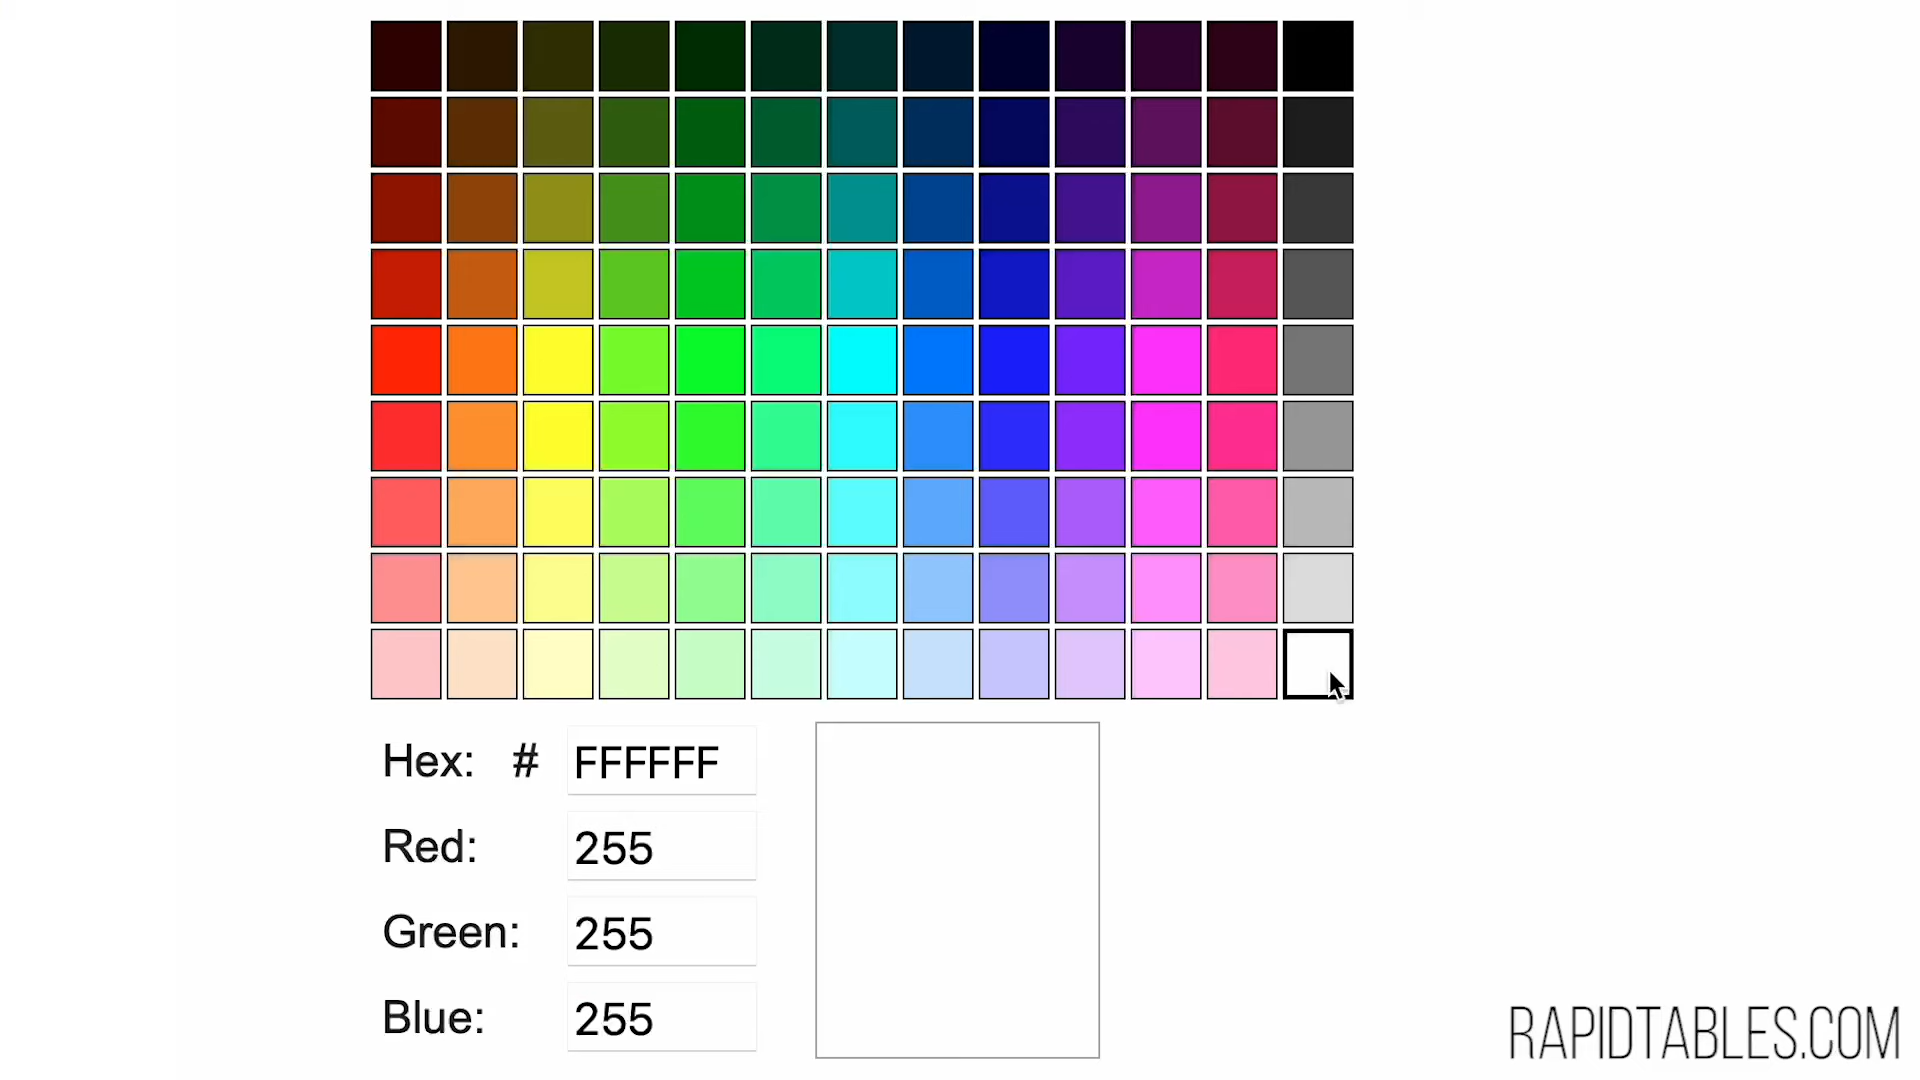 Hex: # FFFFFF
Red: 255
Green: 255
Blue: 255
RAPIDTABLES.COM